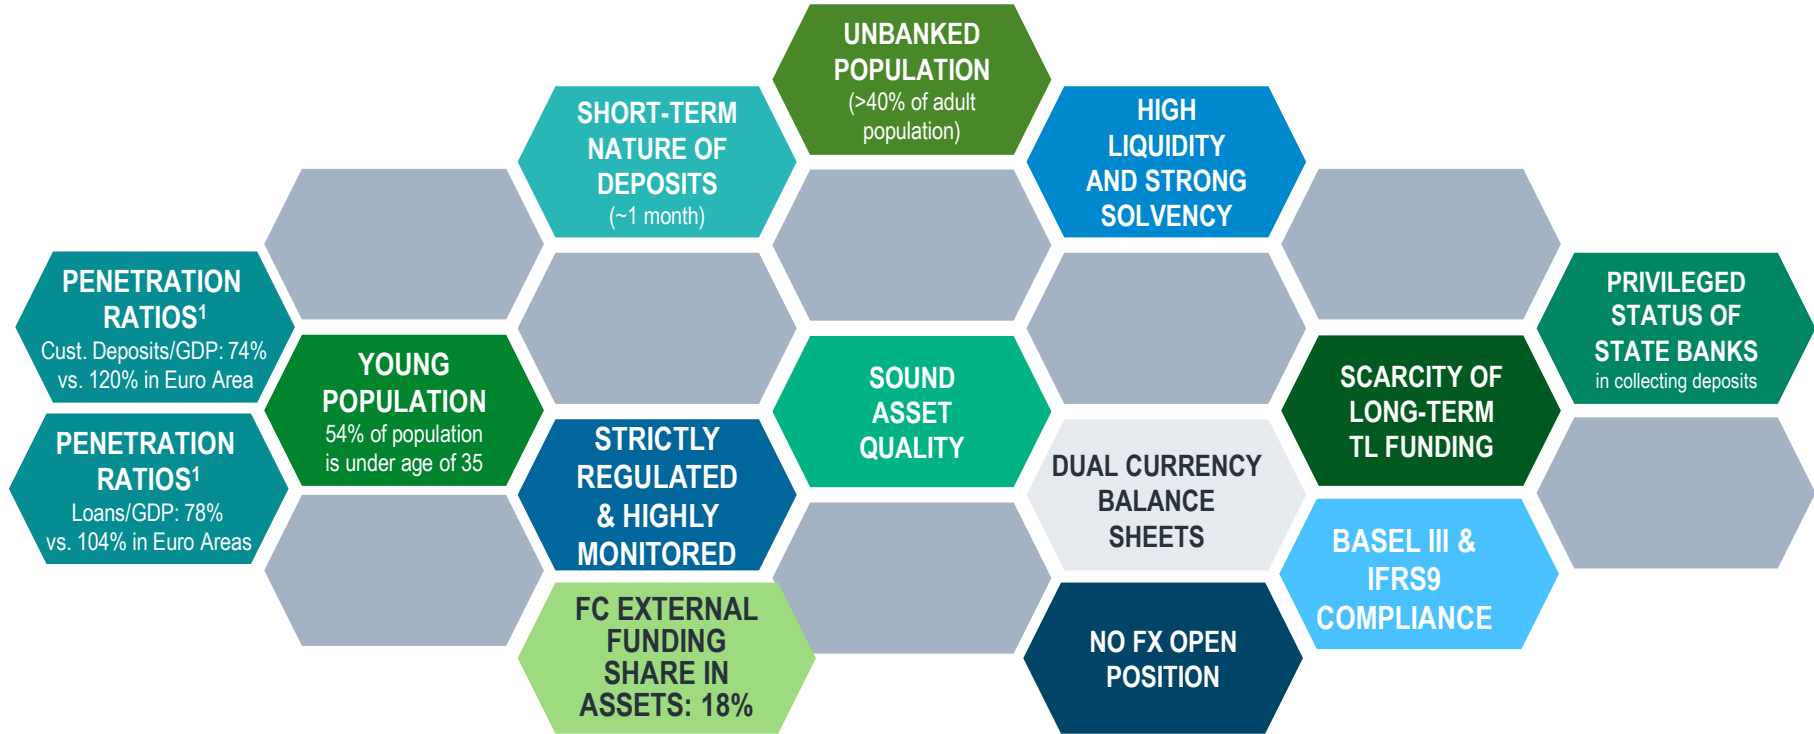 UNBANKED
POPULATION
(>40% of adult
population)
SHORT-TERM
NATURE OF
DEPOSITS
(~1 month)
HIGH
LIQUIDITY
AND STRONG
SOLVENCY
PENETRATION
RATIOS¹
Cust. Deposits/GDP: 74%
vs. 120% in Euro Area
PRIVILEGED
STATUS OF
STATE BANKS
in collecting deposits
YOUNG
POPULATION
54% of population
is under age of 35
SOUND
ASSET
QUALITY
SCARCITY OF
LONG-TERM
TL FUNDING
PENETRATION
RATIOS¹
Loans/GDP: 78%
vs. 104% in Euro Areas
STRICTLY
REGULATED
& HIGHLY
MONITORED
DUAL CURRENCY
BALANCE
SHEETS
BASEL III &
IFRS9
COMPLIANCE
FC EXTERNAL
FUNDING
SHARE IN
ASSETS: 18%
NO FX OPEN
POSITION